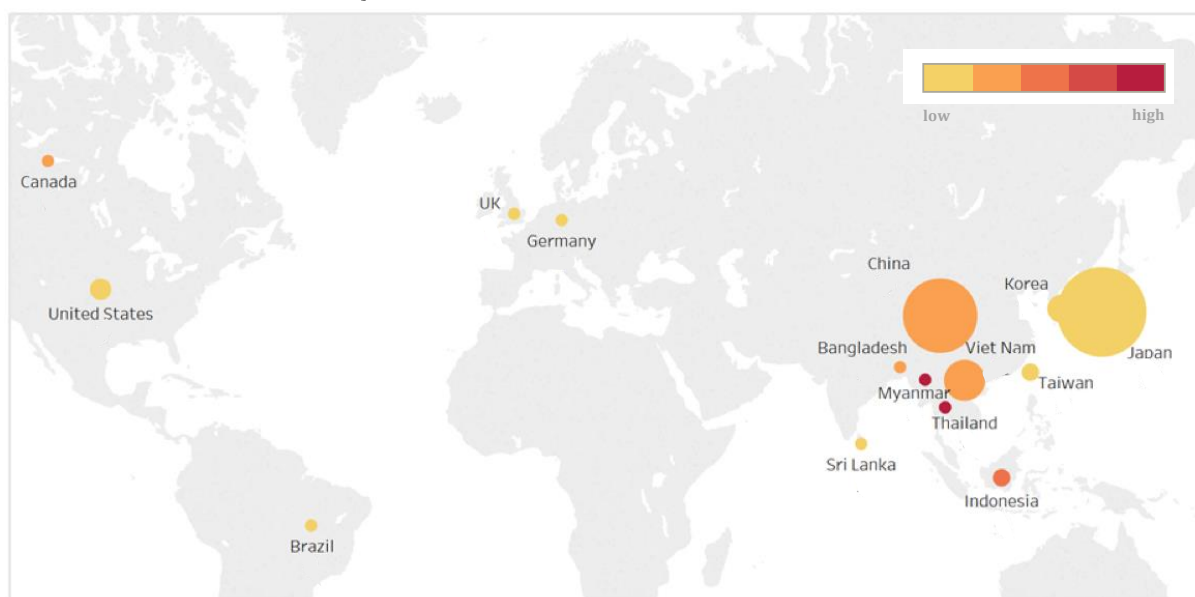 low high
Canada
UK
Germany
China
Korea
United States
Bangladesh
Viet Nam
Japan
Myanmar
Taiwan
Thailand
Sri Lanka
Indonesia
Brazil